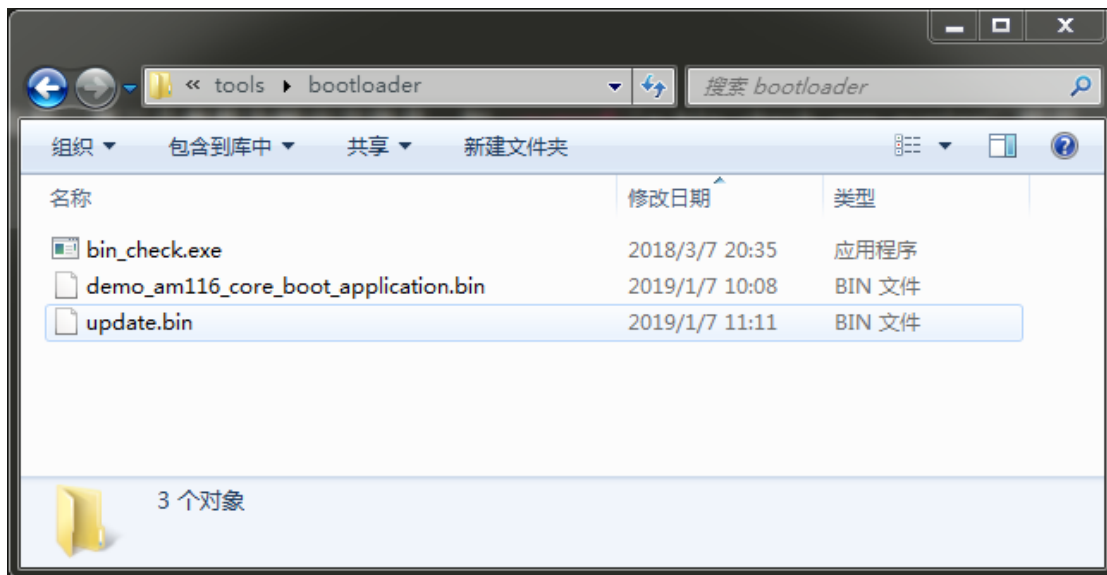 « tools ▸ bootloader 搜索 bootloader
组织 包含到库中 共享 新建文件夹
名称 修改日期 类型
bin_check.exe 2018/3/7 20:35 应用程序
demo_am116_core_boot_application.bin 2019/1/7 10:08 BIN 文件
update.bin 2019/1/7 11:11 BIN 文件
3 个对象